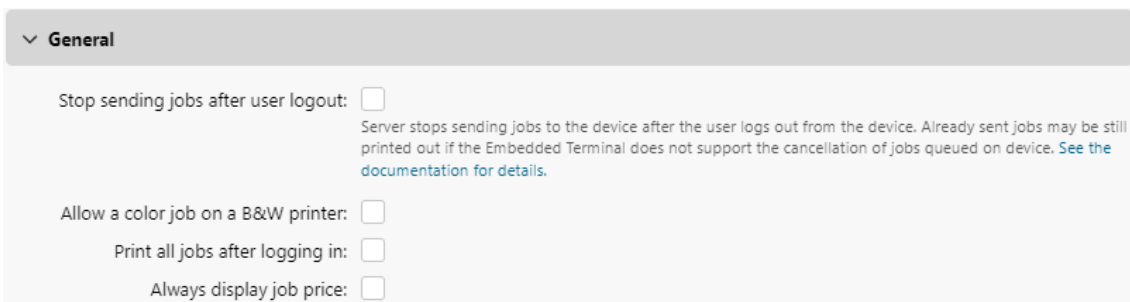 General
Stop sending jobs after user logout:
Server stops sending jobs to the device after the user logs out from the device. Already sent jobs may be still
printed out if the Embedded Terminal does not support the cancellation of jobs queued on device. See the
documentation for details.
Allow a color job on a B&W printer:
Print all jobs after logging in:
Always display job price: